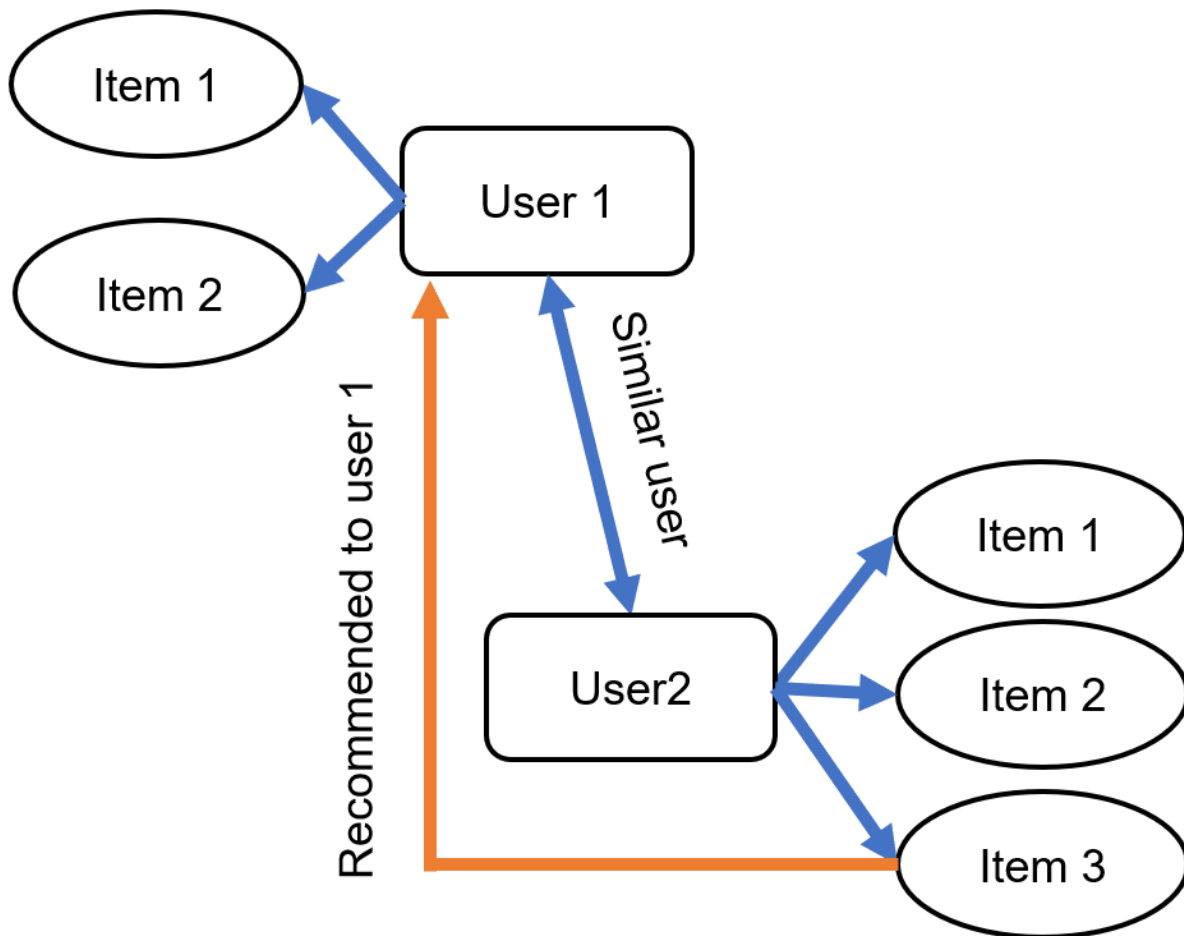 Item 1
User 1
Item 2
Similar user
Recommended to user 1
Item 1
User2
Item 2
Item 3